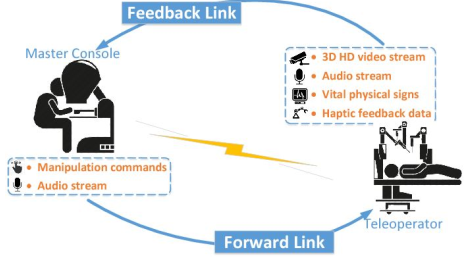 Feedback Link
Master Console
• 3D HD video stream
• Audio stream
• Vital physical signs
• Haptic feedback data
• Manipulation commands
• Audio stream
Teleoperator
Forward Link